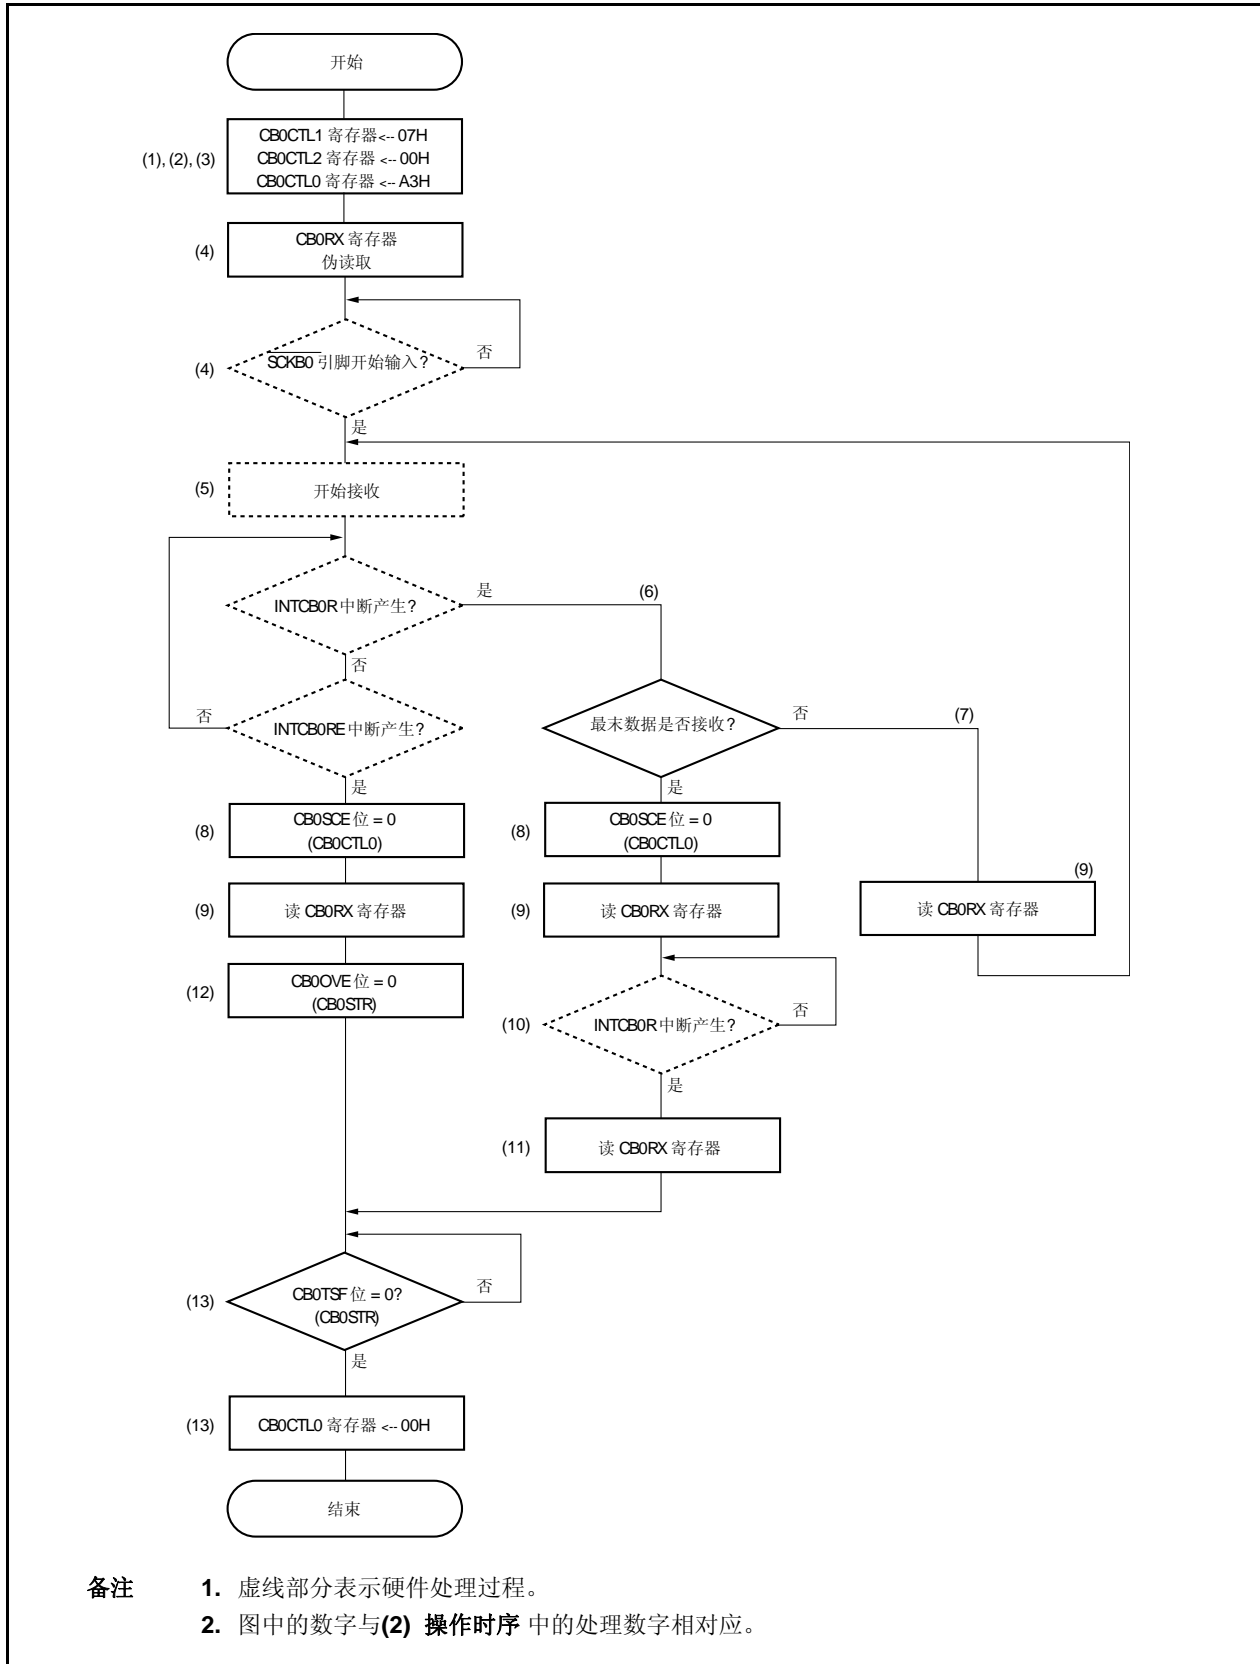 开始
(1), (2), (3)
CB0CTL1 寄存器<-- 07H
CB0CTL2 寄存器 <-- 00H
CB0CTL0 寄存器 <-- A3H
(4)
CB0RX 寄存器
伪读取
(4)
SCKB0 引脚开始输入?
否
是
(5)
开始接收
INTCB0R 中断产生?
是
(6)
否
否
INTCB0RE 中断产生?
最末数据是否接收?
否
(7)
是
是
(8)
CB0SCE 位 = 0
(CB0CTL0)
(8)
CB0SCE 位 = 0
(CB0CTL0)
(9)
(9)
读 CB0RX 寄存器
(9)
读 CB0RX 寄存器
读 CB0RX 寄存器
(12)
CB0OVE 位 = 0
(CB0STR)
(10)
INTCB0R 中断产生?
否
是
(11)
读 CB0RX 寄存器
(13)
CB0TSF 位 = 0?
(CB0STR)
否
是
(13)
CB0CTL0 寄存器 <-- 00H
结束
备注 1. 虚线部分表示硬件处理过程。
2. 图中的数字与(2) 操作时序 中的处理数字相对应。